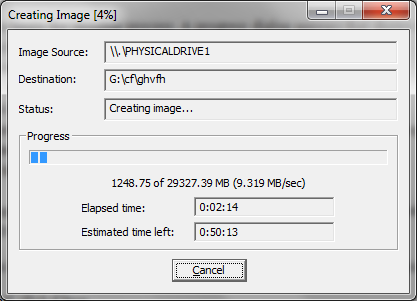 Creating Image [4%]
Image Source: \\.\PHYSICALDRIVE1
Destination: G:\cf\ghvfh
Status: Creating image...
Progress
1248.75 of 29327.39 MB (9.319 MB/sec)
Elapsed time: 0:02:14
Estimated time left: 0:50:13
Cancel